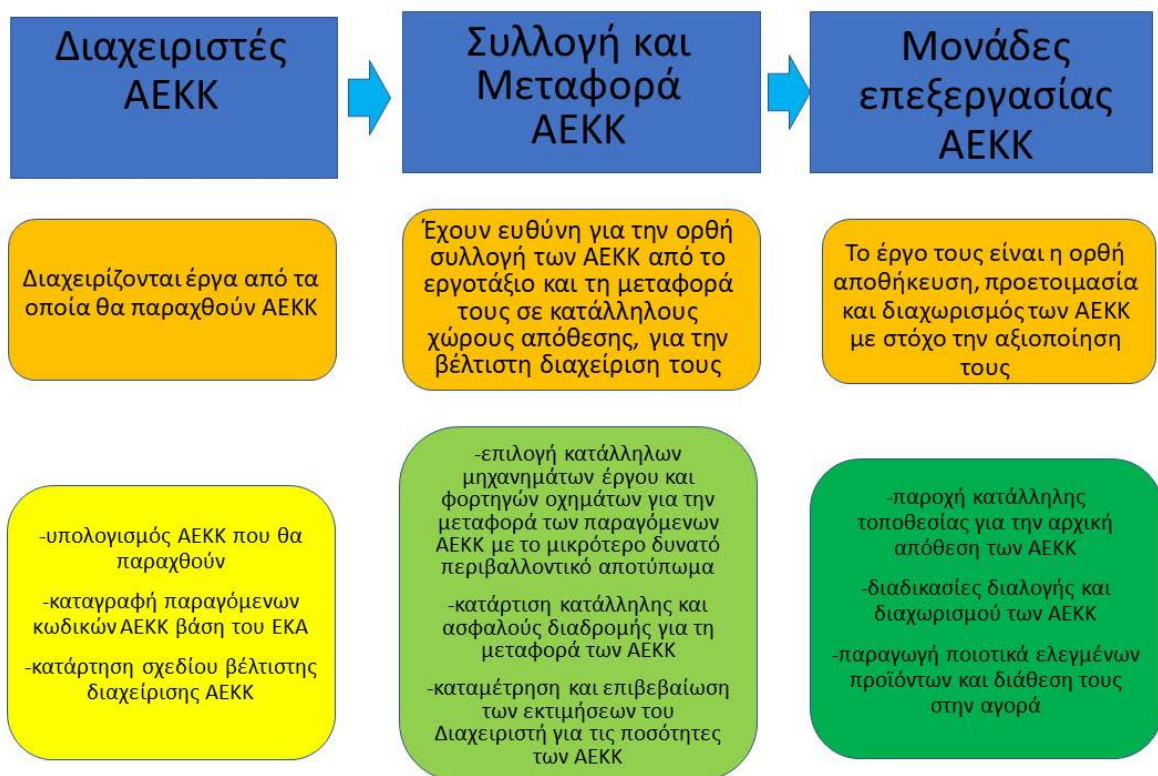 Διαχειριστές
ΑΕΚΚ
Συλλογή και
Μεταφορά
ΑΕΚΚ
Μονάδες
επεξεργασίας
ΑΕΚΚ
Διαχειρίζονται έργα από τα
οποία θα παραχθούν ΑΕΚΚ
Έχουν ευθύνη για την ορθή
συλλογή των ΑΕΚΚ από το
εργοτάξιο και τη μεταφορά
τους σε κατάλληλους
χώρους απόθεσης, για την
βέλτιστη διαχείριση τους
Το έργο τους είναι η ορθή
αποθήκευση, προετοιμασία
και διαχωρισμός των ΑΕΚΚ
με στόχο την αξιοποίηση
τους
-υπολογισμός ΑΕΚΚ που θα
παραχθούν
-καταγραφή παραγόμενων
κωδικών ΑΕΚΚ βάση του ΕΚΑ
-κατάρτηση σχεδίου βέλτιστης
διαχείρισης ΑΕΚΚ
-επιλογή κατάλληλων
μηχανημάτων έργου και
φορτηγών οχημάτων για την
μεταφορά των παραγόμενων
ΑΕΚΚ με το μικρότερο δυνατό
περιβαλλοντικό αποτύπωμα
-κατάρτιση κατάλληλης και
ασφαλούς διαδρομής για τη
μεταφορά των ΑΕΚΚ
-καταμέτρηση και επιβεβαίωση
των εκτιμήσεων του
Διαχειριστή για τις ποσότητες
των ΑΕΚΚ
-παροχή κατάλληλης
τοποθεσίας για την αρχική
απόθεση των ΑΕΚΚ
-διαδικασίες διαλογής και
διαχωρισμού των ΑΕΚΚ
-παραγωγή ποιοτικά ελεγμένων
προϊόντων και διάθεση τους
στην αγορά